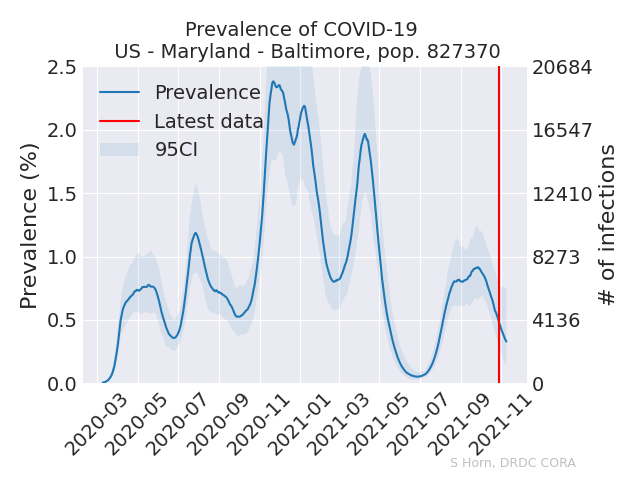 Prevalence of COVID-19
US - Maryland - Baltimore, pop. 827370
2.5
2.0
1.5
1.0
0.5
0.0
Prevalence (%)
Prevalence
Latest data
95CI
20684
16547
12410
8273
4136
0
# of infections
2020-03
2020-05
2020-07
2020-09
2020-11
2021-01
2021-03
2021-05
2021-07
2021-09
2021-11
S Horn, DRDC CORA